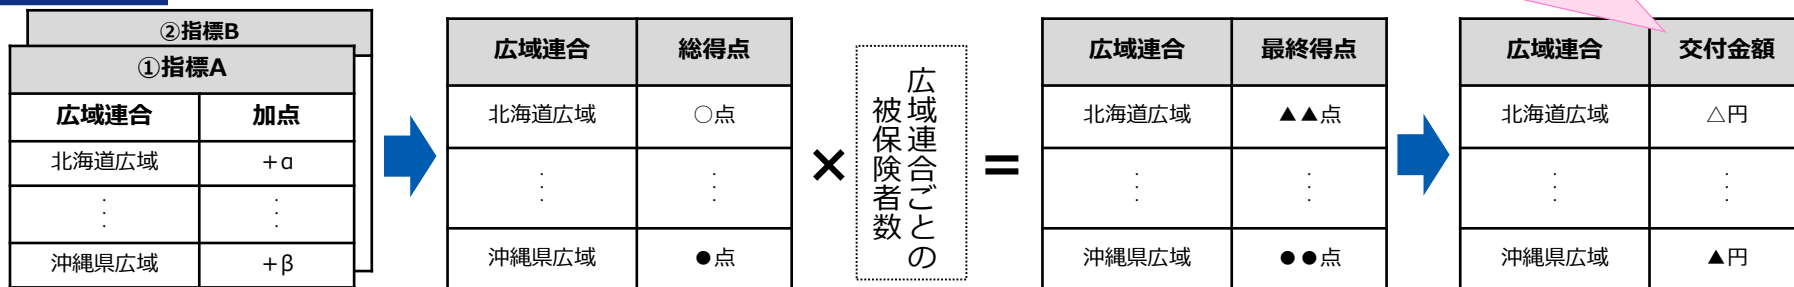 ②指標B
①指標A
広域連合 加点
北海道広域 +α
⋮ ⋮
沖縄県広域 +β
広域連合 総得点
北海道広域 ○点
⋮ ⋮
沖縄県広域 ●点
×
広域連合ごとの
被保険者数
=
広域連合 最終得点
北海道広域 ▲▲点
⋮ ⋮
沖縄県広域 ●●点
広域連合 交付金額
北海道広域 △円
⋮ ⋮
沖縄県広域 ▲円